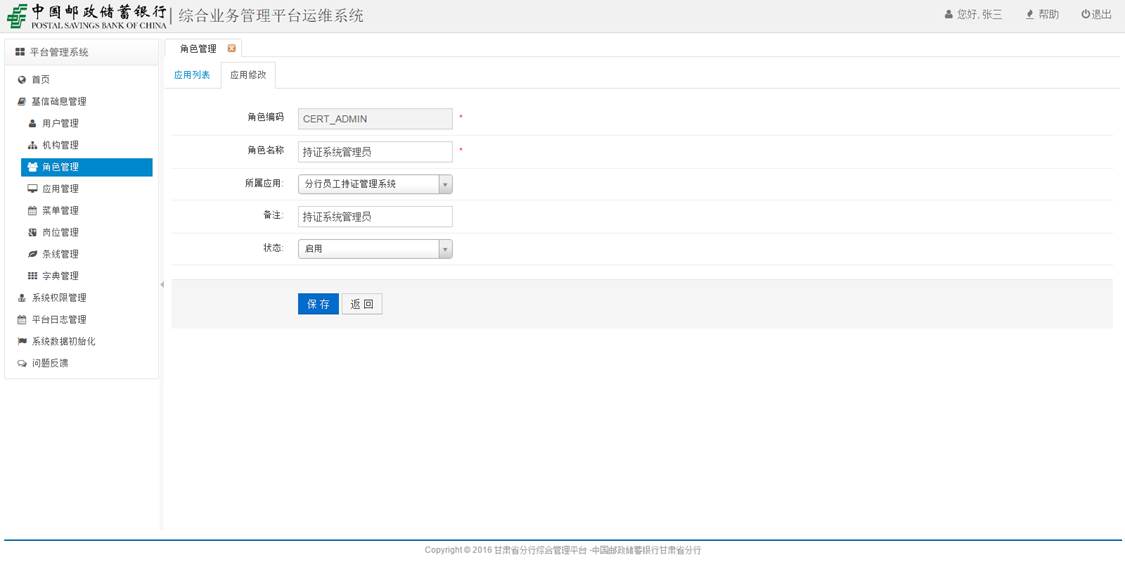 中国邮政储蓄银行 | 综合业务管理平台运维系统 您好, 张三 帮助 退出
POSTAL SAVINGS BANK OF CHINA
平台管理系统
首页
基信础息管理
用户管理
机构管理
角色管理
应用管理
菜单管理
岗位管理
条线管理
字典管理
系统权限管理
平台日志管理
系统数据初始化
问题反馈
角色管理
应用列表 应用修改
角色编码 CERT_ADMIN *
角色名称 持证系统管理员 *
所属应用: 分行员工持证管理系统
备注: 持证系统管理员
状态: 启用
保 存 返 回
Copyright © 2016 甘肃省分行综合管理平台 -中国邮政储蓄银行甘肃省分行